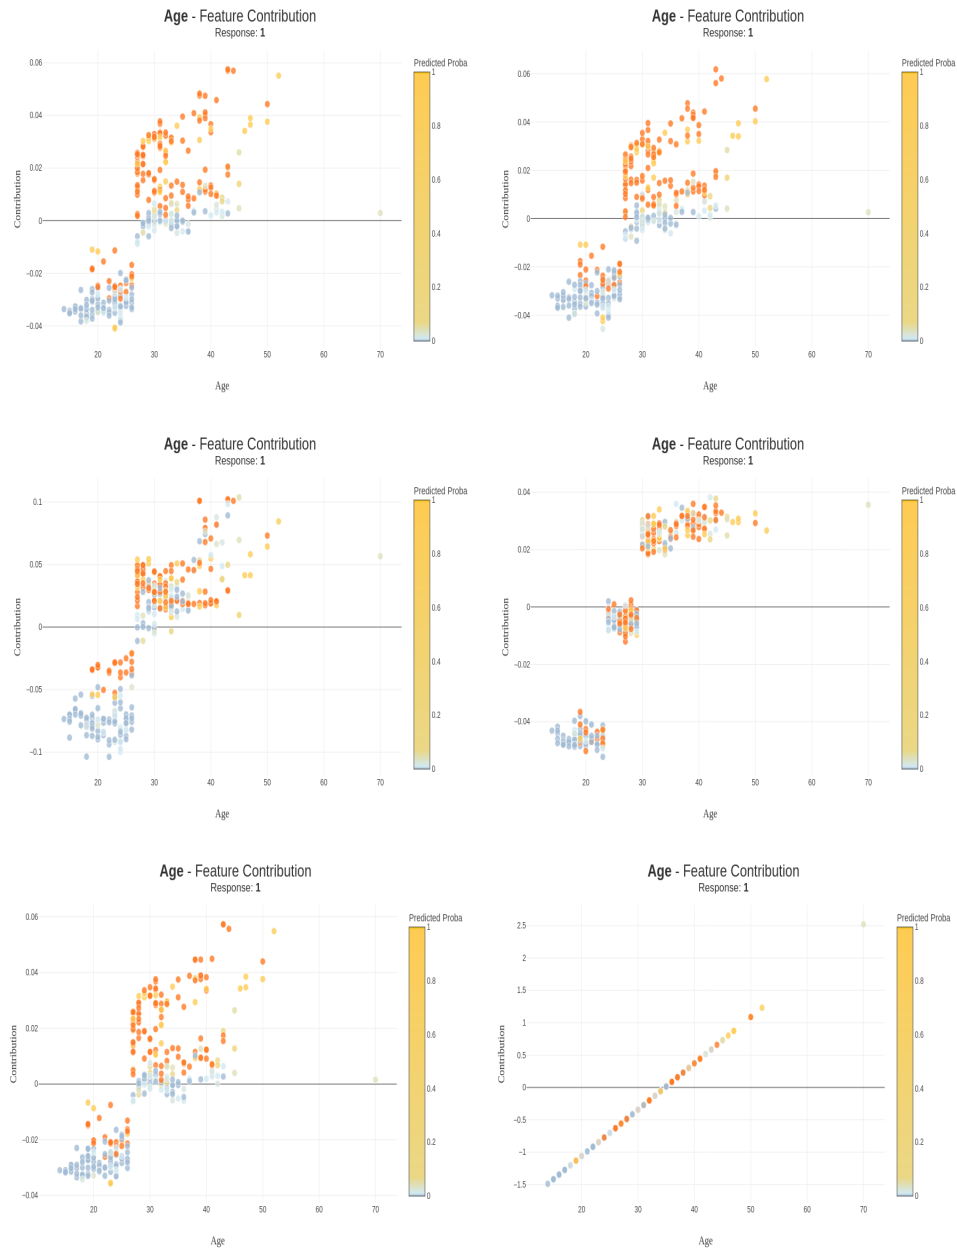 Age - Feature Contribution
Response: 1
Predicted Proba
Contribution
0.06
0.04
0.02
0
−0.02
−0.04
20 30 40 50 60 70
Age
1
0.8
0.6
0.4
0.2
0
Age - Feature Contribution
Response: 1
Predicted Proba
Contribution
0.06
0.04
0.02
0
−0.02
−0.04
20 30 40 50 60 70
Age
1
0.8
0.6
0.4
0.2
0
Age - Feature Contribution
Response: 1
Predicted Proba
Contribution
0.1
0.05
0
−0.05
−0.1
20 30 40 50 60 70
Age
1
0.8
0.6
0.4
0.2
0
Age - Feature Contribution
Response: 1
Predicted Proba
Contribution
0.04
0.02
0
−0.02
−0.04
20 30 40 50 60 70
Age
1
0.8
0.6
0.4
0.2
0
Age - Feature Contribution
Response: 1
Predicted Proba
Contribution
0.06
0.04
0.02
0
−0.02
−0.04
20 30 40 50 60 70
Age
1
0.8
0.6
0.4
0.2
0
Age - Feature Contribution
Response: 1
Predicted Proba
Contribution
2.5
2
1.5
1
0.5
0
−0.5
−1
−1.5
20 30 40 50 60 70
Age
1
0.8
0.6
0.4
0.2
0